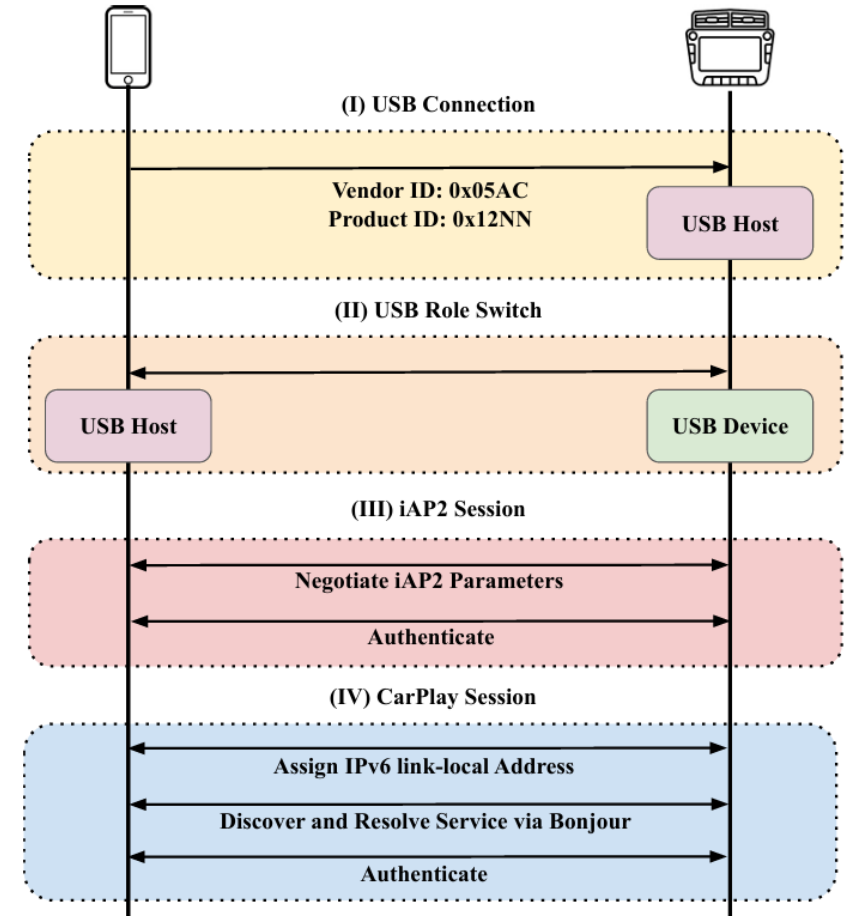 (I) USB Connection
Vendor ID: 0x05AC
Product ID: 0x12NN
USB Host
(II) USB Role Switch
USB Host
USB Device
(III) iAP2 Session
Negotiate iAP2 Parameters
Authenticate
(IV) CarPlay Session
Assign IPv6 link-local Address
Discover and Resolve Service via Bonjour
Authenticate